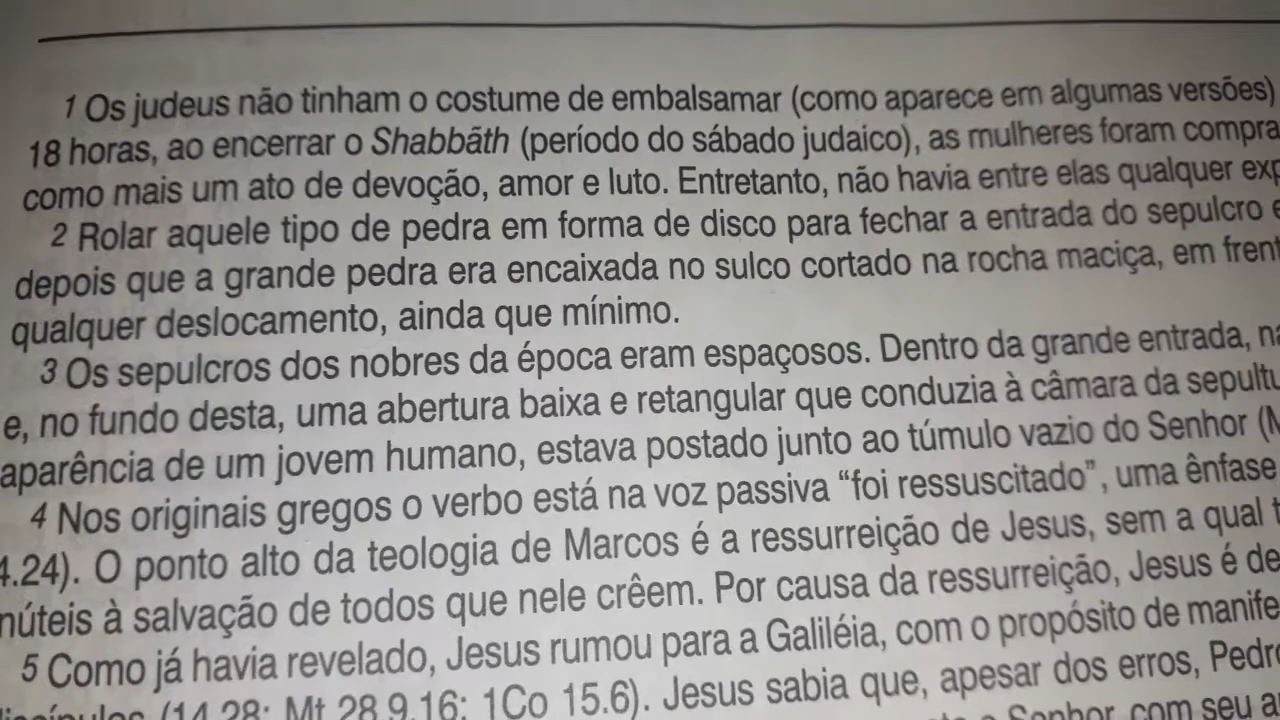 1 Os judeus não tinham o costume de embalsamar (como aparece em algumas versões)
18 horas, ao encerrar o Shabbãth (período do sábado judaico), as mulheres foram compra
como mais um ato de devoção, amor e luto. Entretanto, não havia entre elas qualquer exp
2 Rolar aquele tipo de pedra em forma de disco para fechar a entrada do sepulcro e
depois que a grande pedra era encaixada no sulco cortado na rocha maciça, em frent
qualquer deslocamento, ainda que mínimo.
3 Os sepulcros dos nobres da época eram espaçosos. Dentro da grande entrada, na
e, no fundo desta, uma abertura baixa e retangular que conduzia à câmara da sepultu
aparência de um jovem humano, estava postado junto ao túmulo vazio do Senhor (M
4 Nos originais gregos o verbo está na voz passiva “foi ressuscitado”, uma ênfase
4.24). O ponto alto da teologia de Marcos é a ressurreição de Jesus, sem a qual t
núteis à salvação de todos que nele crêem. Por causa da ressurreição, Jesus é de
5 Como já havia revelado, Jesus rumou para a Galiléia, com o propósito de manife
(14.28; Mt 28.9,16; 1Co 15.6). Jesus sabia que, apesar dos erros, Pedro
Senhor, com seu a